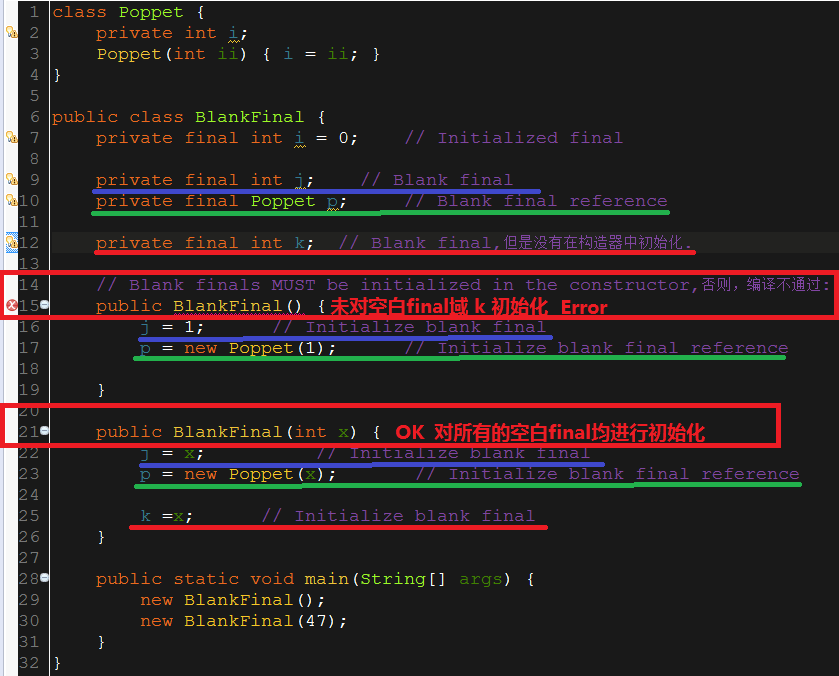 1 class Poppet {
2 private int i;
3 Poppet(int ii) { i = ii; }
4 }
5
6 public class BlankFinal {
7 private final int i = 0; // Initialized final
8
9 private final int j; // Blank final
10 private final Poppet p; // Blank final reference
11
12 private final int k; // Blank final,但是没有在构造器中初始化.
13
14 // Blank finals MUST be initialized in the constructor,否则，编译不通过:
15 public BlankFinal() { 未对空白final域 k 初始化 Error
16 j = 1; // Initialize blank final
17 p = new Poppet(1); // Initialize blank final reference
18
19 }
20
21 public BlankFinal(int x) { OK 对所有的空白final均进行初始化
22 j = x; // Initialize blank final
23 p = new Poppet(x); // Initialize blank final reference
24
25 k =x; // Initialize blank final
26 }
27
28 public static void main(String[] args) {
29 new BlankFinal();
30 new BlankFinal(47);
31 }
32 }